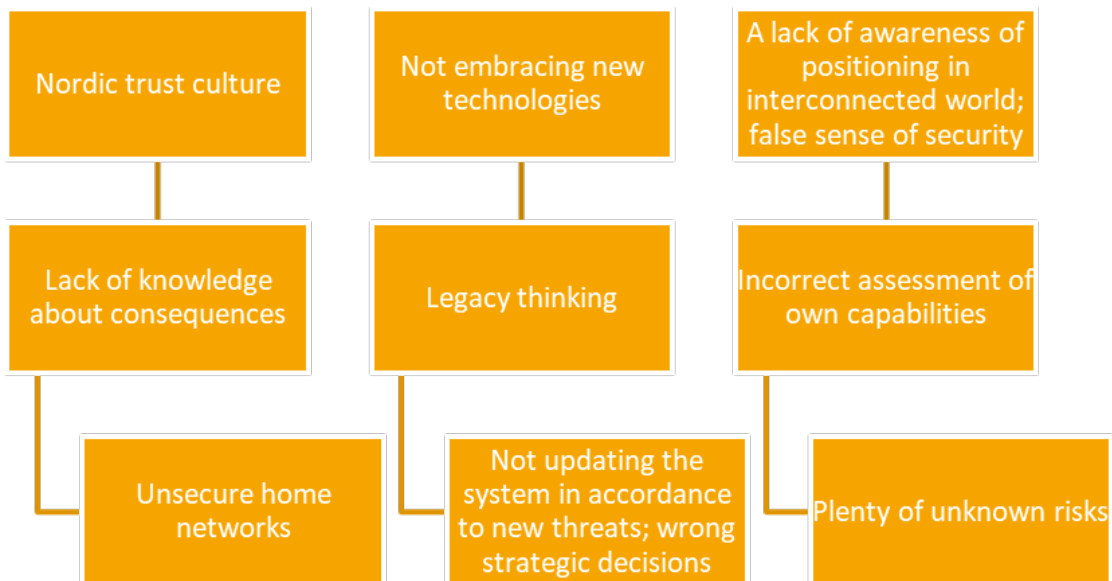 Nordic trust culture
Not embracing new
technologies
A lack of awareness of
positioning in
interconnected world;
false sense of security
Lack of knowledge
about consequences
Legacy thinking
Incorrect assessment of
own capabilities
Unsecure home
networks
Not updating the
system in accordance
to new threats; wrong
strategic decisions
Plenty of unknown risks